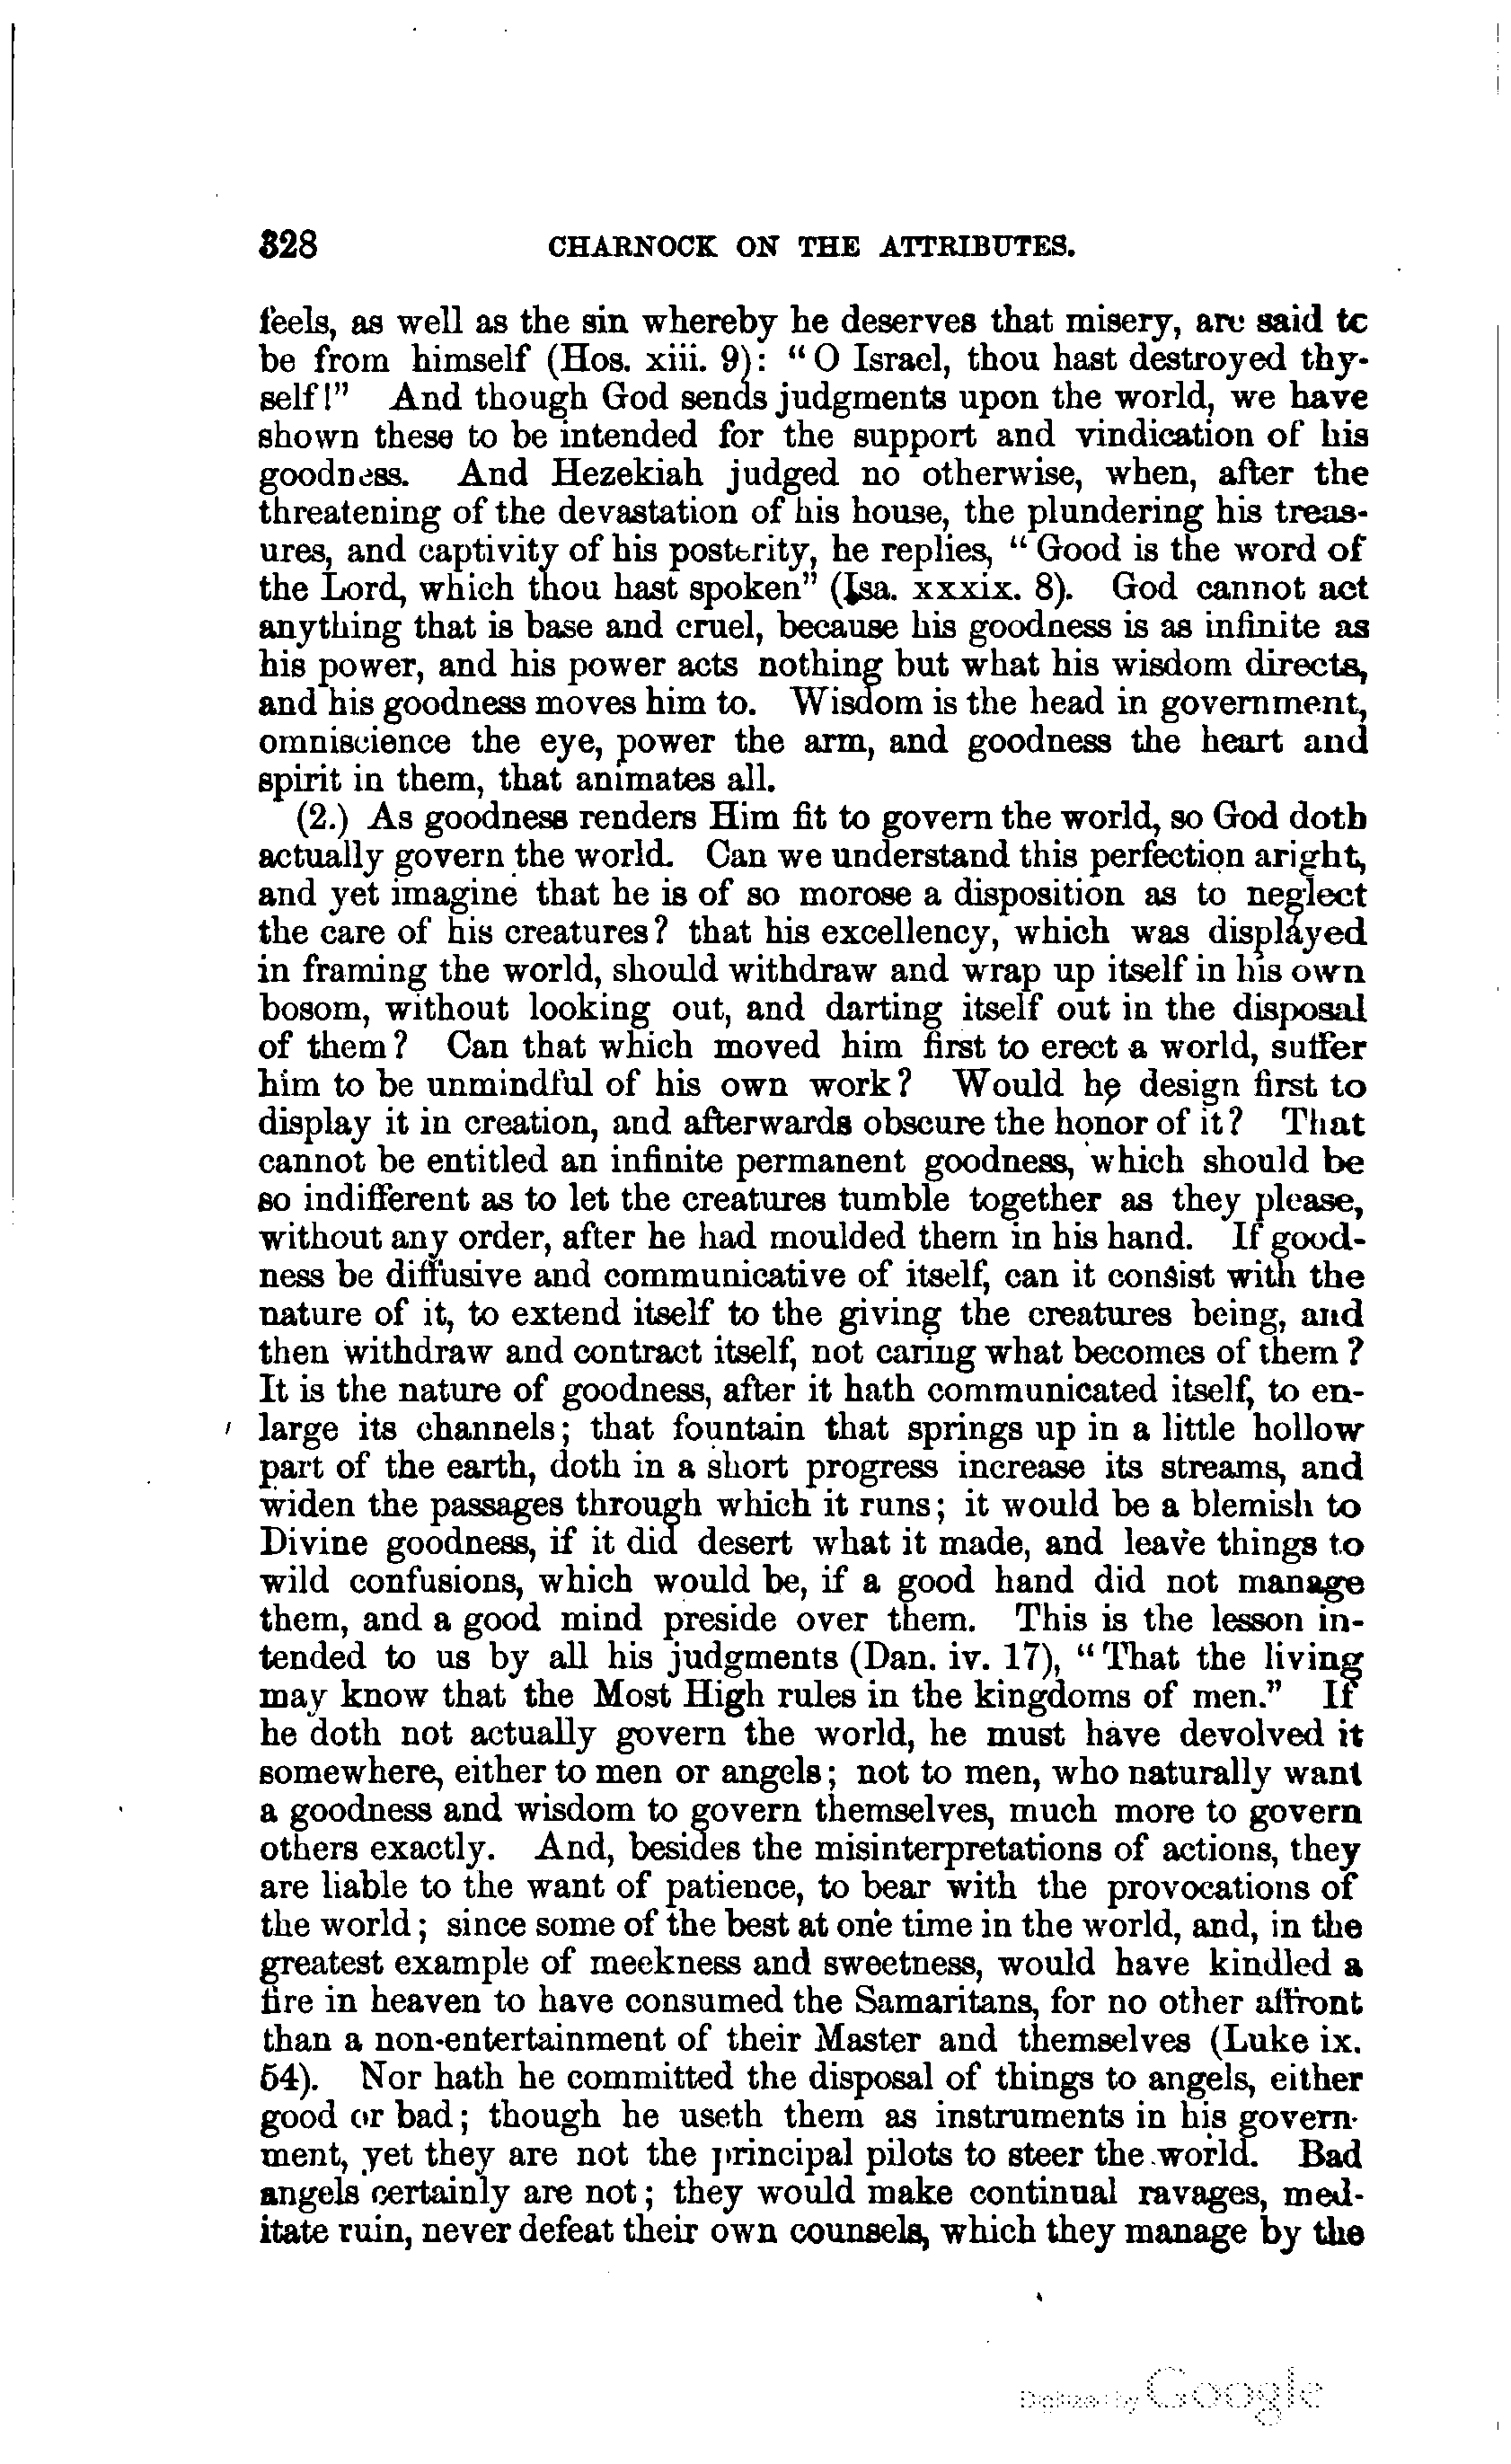 328 CHARNOCK ON THE ATTRIBUTES.
feels, as well as the sin whereby he deserves that misery, are said to
be from himself (Hos. xiii. 9): “O Israel, thou hast destroyed thy-
self!” And though God sends judgments upon the world, we have
shown these to be intended for the support and vindication of his
goodness. And Hezekiah judged no otherwise, when, after the
threatening of the devastation of his house, the plundering his treas-
ures, and captivity of his posterity, he replies, “Good is the word of
the Lord, which thou hast spoken” (Isa. xxxix. 8). God cannot act
anything that is base and cruel, because his goodness is as infinite as
his power, and his power acts nothing but what his wisdom directs,
and his goodness moves him to. Wisdom is the head in government,
omniscience the eye, power the arm, and goodness the heart and
spirit in them, that animates all.
(2.) As goodness renders Him fit to govern the world, so God doth
actually govern the world. Can we understand this perfection aright,
and yet imagine that he is of so morose a disposition as to neglect
the care of his creatures? that his excellency, which was displayed
in framing the world, should withdraw and wrap up itself in his own
bosom, without looking out, and darting itself out in the disposal
of them? Can that which moved him first to erect a world, suffer
him to be unmindful of his own work? Would he design first to
display it in creation, and afterwards obscure the honor of it? That
cannot be entitled an infinite permanent goodness, which should be
so indifferent as to let the creatures tumble together as they please,
without any order, after he had moulded them in his hand. If good-
ness be diffusive and communicative of itself, can it consist with the
nature of it, to extend itself to the giving the creatures being, and
then withdraw and contract itself, not caring what becomes of them?
It is the nature of goodness, after it hath communicated itself, to en-
large its channels; that fountain that springs up in a little hollow
part of the earth, doth in a short progress increase its streams, and
widen the passages through which it runs; it would be a blemish to
Divine goodness, if it did desert what it made, and leave things to
wild confusions, which would be, if a good hand did not manage
them, and a good mind preside over them. This is the lesson in-
tended to us by all his judgments (Dan. iv. 17), “That the living
may know that the Most High rules in the kingdoms of men.” If
he doth not actually govern the world, he must have devolved it
somewhere, either to men or angels; not to men, who naturally want
a goodness and wisdom to govern themselves, much more to govern
others exactly. And, besides the misinterpretations of actions, they
are liable to the want of patience, to bear with the provocations of
the world; since some of the best at one time in the world, and, in the
greatest example of meekness and sweetness, would have kindled a
fire in heaven to have consumed the Samaritans, for no other affront
than a non-entertainment of their Master and themselves (Luke ix.
54). Nor hath he committed the disposal of things to angels, either
good or bad; though he useth them as instruments in his govern-
ment, yet they are not the principal pilots to steer the world. Bad
angels certainly are not; they would make continual ravages, med-
itate ruin, never defeat their own counsels, which they manage by the
Digitized by Google